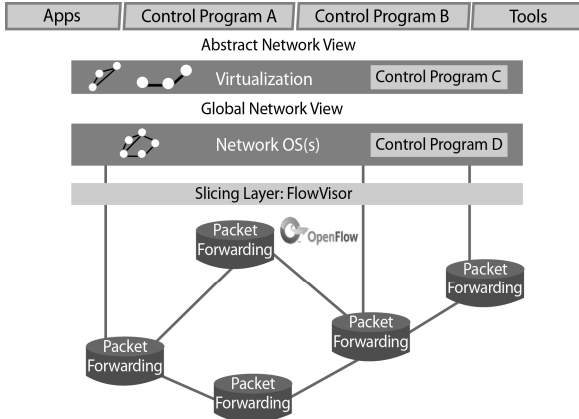 Apps
Control Program A
Control Program B
Tools
Abstract Network View
Virtualization
Control Program C
Global Network View
Network OS(s)
Control Program D
Slicing Layer: FlowVisor
Packet
Forwarding
OpenFlow
Packet
Forwarding
Packet
Forwarding
Packet
Forwarding
Packet
Forwarding